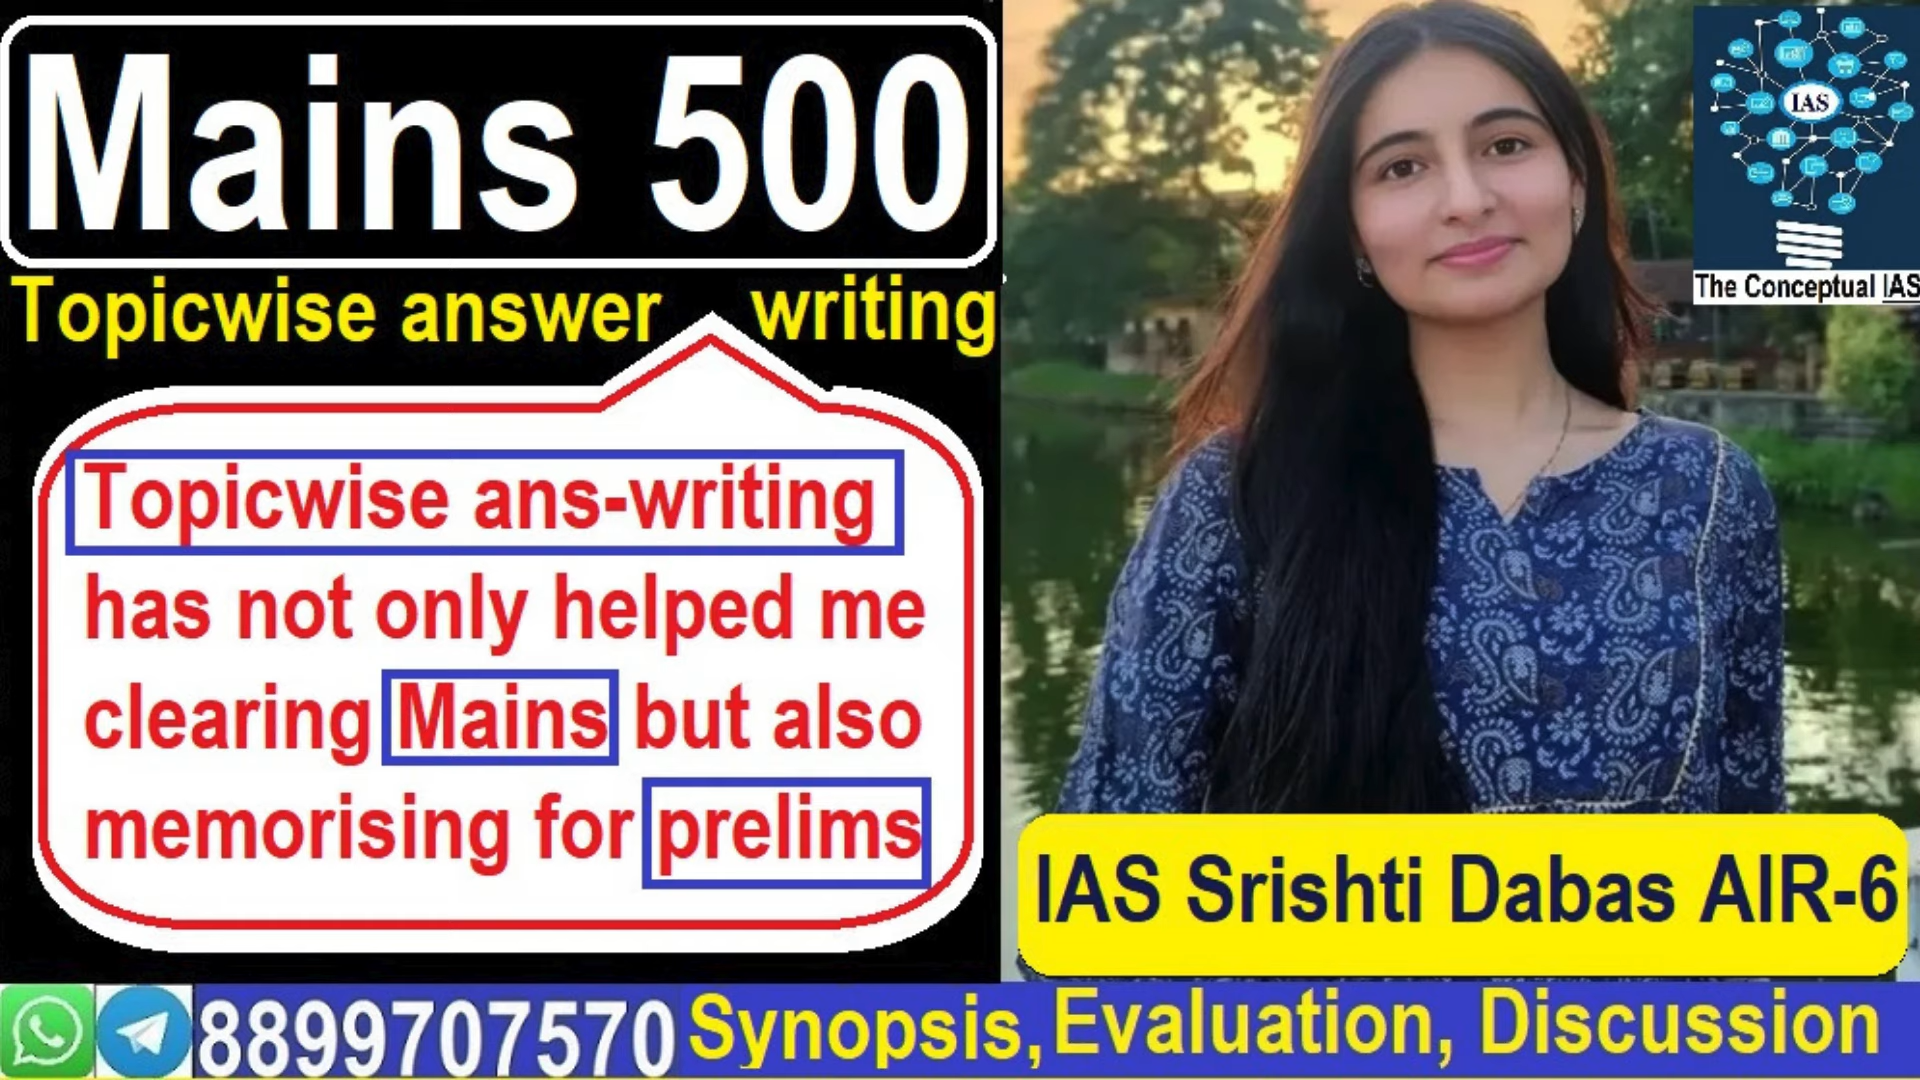 Mains 500
Topicwise answer writing
Topicwise ans-writing
has not only helped me
clearing Mains but also
memorising for prelims
IAS
The Conceptual IAS
IAS Srishti Dabas AIR-6
8899707570 Synopsis, Evaluation, Discussion